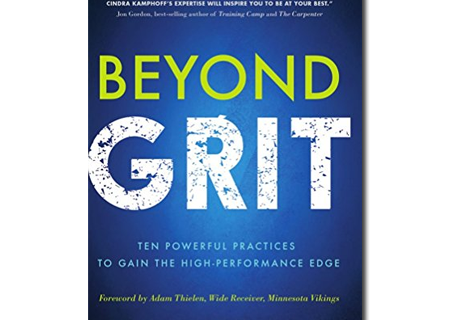 CINDRA KAMPHOFF'S EXPERTISE WILL INSPIRE YOU TO BE AT YOUR BEST."
Jon Gordon, best-selling author of Training Camp and The Carpenter
BEYOND
GRIT
TEN POWERFUL PRACTICES
TO GAIN THE HIGH-PERFORMANCE EDGE
Foreword by Adam Thielen, Wide Receiver, Minnesota Vikings